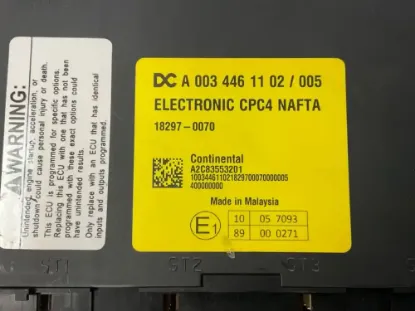 DC A 003 446 11 02 / 005
ELECTRONIC CPC4 NAFTA
18297-0070
Continental
A2C83553201
10034461102182970070000005
400000000
Made in Malaysia
E1
10 05 7093
89 00 0271
WARNING:
Unintended engine startup, acceleration, or
shutdown could cause personal injury or death.
This ECU is programmed for specific options.
Replacing this ECU with one that has not been
programmed with these exact options could
have unintended results.
Only replace with an ECU that has identical
inputs and outputs programmed.
ST1
ST2
ST3